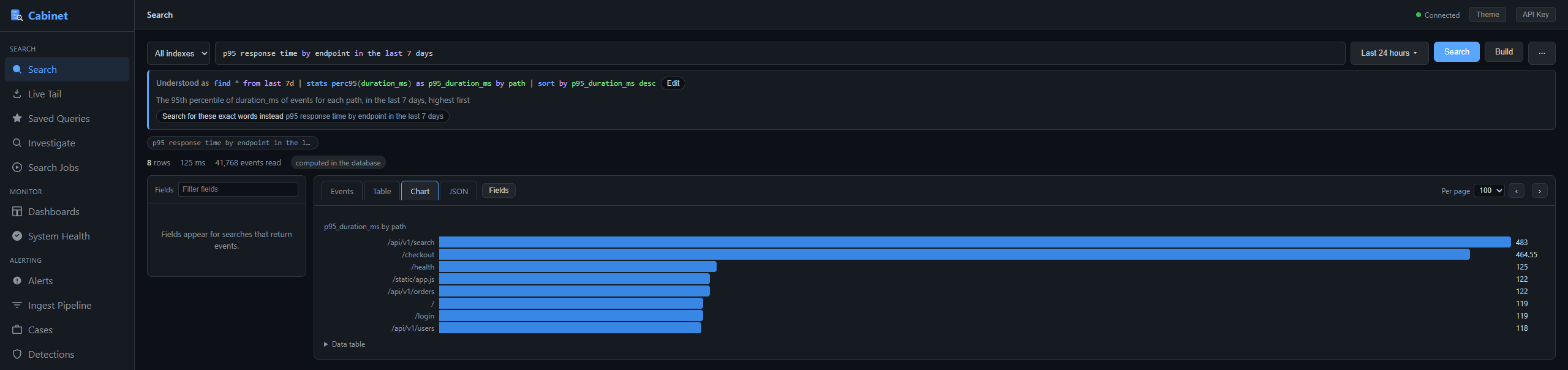 Cabinet
Search
Connected
Theme
API Key
SEARCH
Search
Live Tail
Saved Queries
Investigate
Search Jobs
MONITOR
Dashboards
System Health
ALERTING
Alerts
Ingest Pipeline
Cases
Detections
All indexes
p95 response time by endpoint in the last 7 days
Last 24 hours
Search
Build
...
Understood as find * from last 7d | stats perc95(duration_ms) as p95_duration_ms by path | sort by p95_duration_ms desc Edit
The 95th percentile of duration_ms of events for each path, in the last 7 days, highest first
Search for these exact words instead p95 response time by endpoint in the last 7 days
p95 response time by endpoint in the l…
8 rows 125 ms 41,768 events read computed in the database
Fields Filter fields
Fields appear for searches that return
events.
Events Table Chart JSON Fields
Per page 100 ‹ ›
p95_duration_ms by path
/api/v1/search 483
/checkout 464.55
/health 125
/static/app.js 122
/api/v1/orders 122
/ 119
/login 119
/api/v1/users 118
Data table